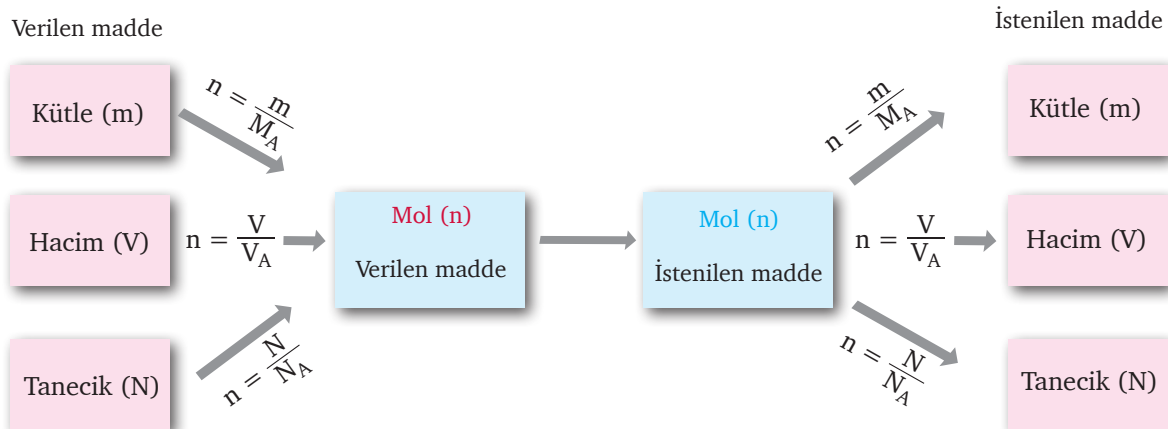 Verilen madde
Kütle (m)
n = m/M_A
Hacim (V)
n = V/V_A
Tanecik (N)
n = N/N_A
Mol (n)
Verilen madde
Mol (n)
İstenilen madde
İstenilen madde
n = m/M_A
Kütle (m)
n = V/V_A
Hacim (V)
n = N/N_A
Tanecik (N)